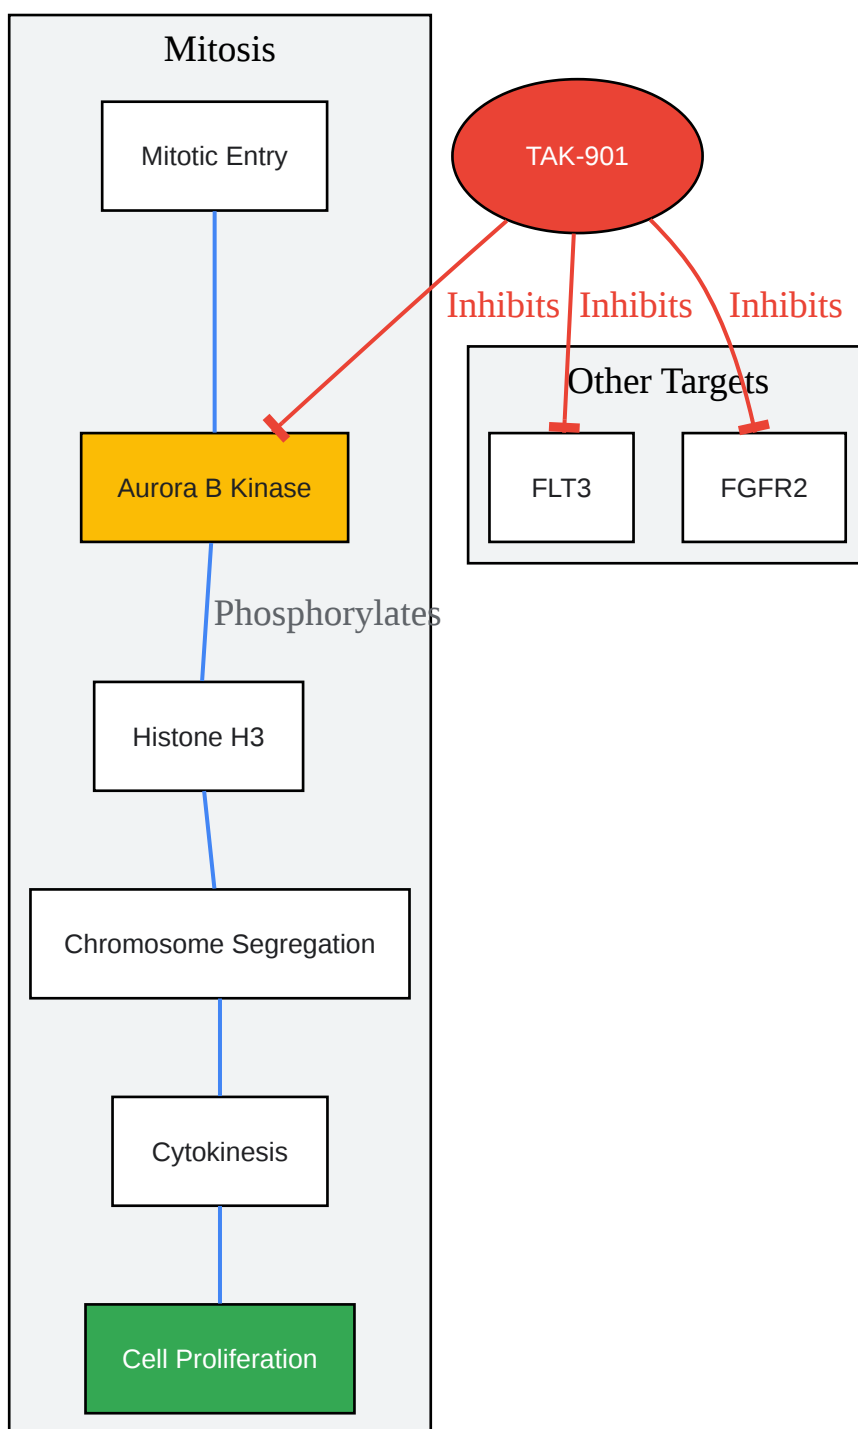 Mitosis
Mitotic Entry
TAK-901
Inhibits
Inhibits
Inhibits
Other Targets
Aurora B Kinase
FLT3
FGFR2
Phosphorylates
Histone H3
Chromosome Segregation
Cytokinesis
Cell Proliferation